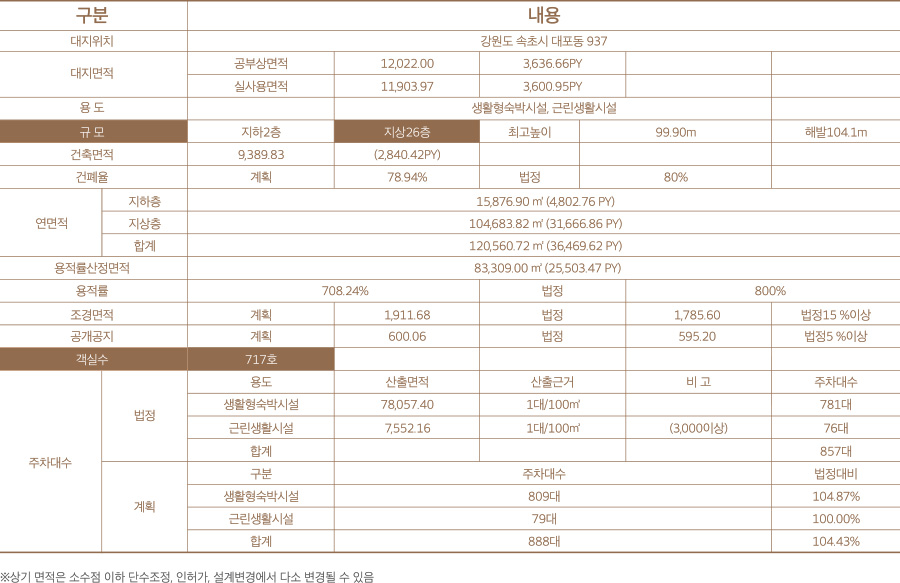 구분 내용
대지위치 강원도 속초시 대포동 937
대지면적 공부상면적 12,022.00 3,636.66PY
실사용면적 11,903.97 3,600.95PY
용 도 생활형숙박시설, 근린생활시설
규 모 지하2층 지상26층 최고높이 99.90m 해발104.1m
건축면적 9,389.83 (2,840.42PY)
건폐율 계획 78.94% 법정 80%
연면적 지하층 15,876.90 ㎡ (4,802.76 PY)
지상층 104,683.82 ㎡ (31,666.86 PY)
합계 120,560.72 ㎡ (36,469.62 PY)
용적률산정면적 83,309.00 ㎡ (25,503.47 PY)
용적률 708.24% 법정 800%
조경면적 계획 1,911.68 법정 1,785.60 법정15 %이상
공개공지 계획 600.06 법정 595.20 법정5 %이상
객실수 717호
주차대수 법정 용도 산출면적 산출근거 비 고 주차대수
생활형숙박시설 78,057.40 1대/100㎡ 781대
근린생활시설 7,552.16 1대/100㎡ (3,000이상) 76대
합계 857대
계획 구분 주차대수 법정대비
생활형숙박시설 809대 104.87%
근린생활시설 79대 100.00%
합계 888대 104.43%
※상기 면적은 소수점 이하 단수조정, 인허가, 설계변경에서 다소 변경될 수 있음